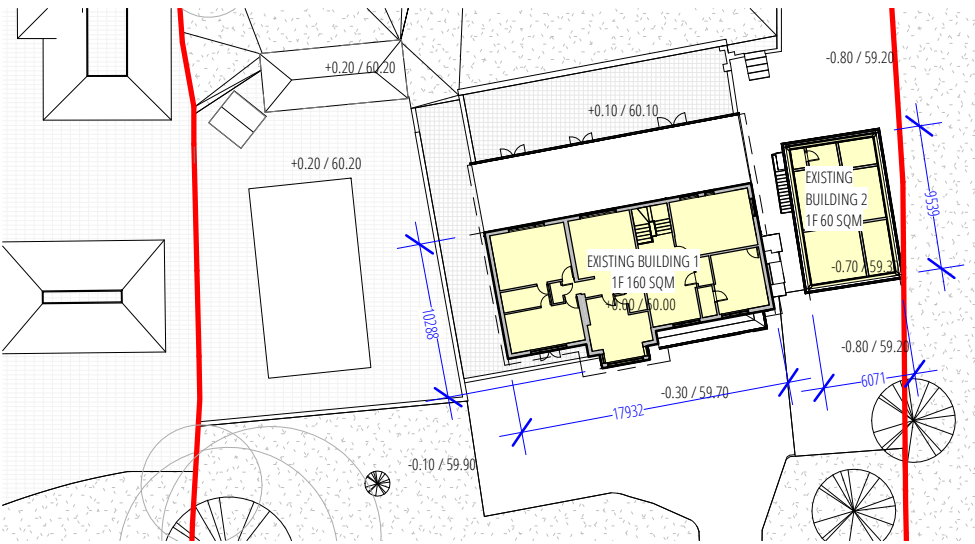 -0.80 / 59.20
+0.20 / 60.20
+0.10 / 60.10
+0.20 / 60.20
EXISTING
BUILDING 2
1F 60 SQM
9539
EXISTING BUILDING 1
1F 160 SQM
+0.00 / 60.00
-0.70 / 59.3
10288
-0.80 / 59.20
6071
-0.30 / 59.70
17932
-0.10 / 59.90